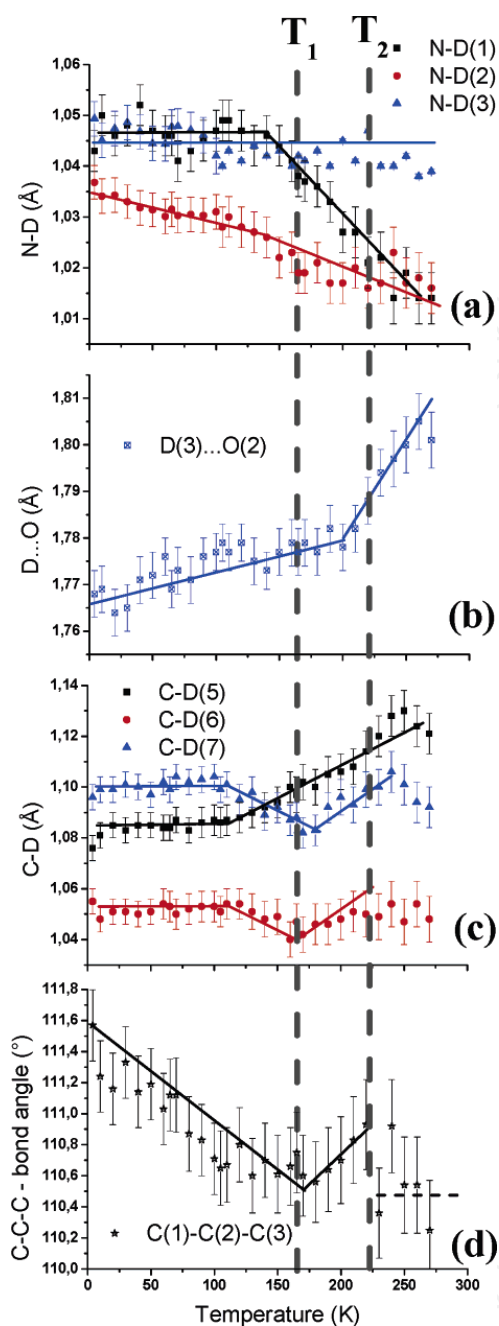 T1 T2
N-D(1)
N-D(2)
N-D(3)
1,06
1,05
1,04
1,03
1,02
1,01
N-D (Å)
(a)
1,81
1,80
1,79
1,78
1,77
1,76
D...O (Å)
D(3)...O(2)
(b)
1,14
1,12
1,10
1,08
1,06
1,04
C-D (Å)
C-D(5)
C-D(6)
C-D(7)
(c)
111,8
111,6
111,4
111,2
111,0
110,8
110,6
110,4
110,2
110,0
C-C-C - bond angle (°)
C(1)-C(2)-C(3)
(d)
0 50 100 150 200 250 300
Temperature (K)